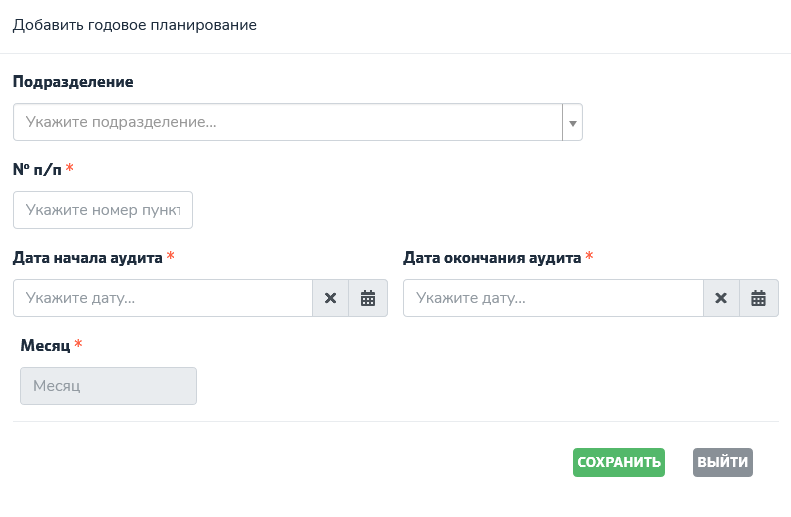 Добавить годовое планирование
Подразделение
Укажите подразделение...
№ п/п *
Укажите номер пункт
Дата начала аудита * Дата окончания аудита *
Укажите дату... Укажите дату...
Месяц *
Месяц
СОХРАНИТЬ ВЫЙТИ